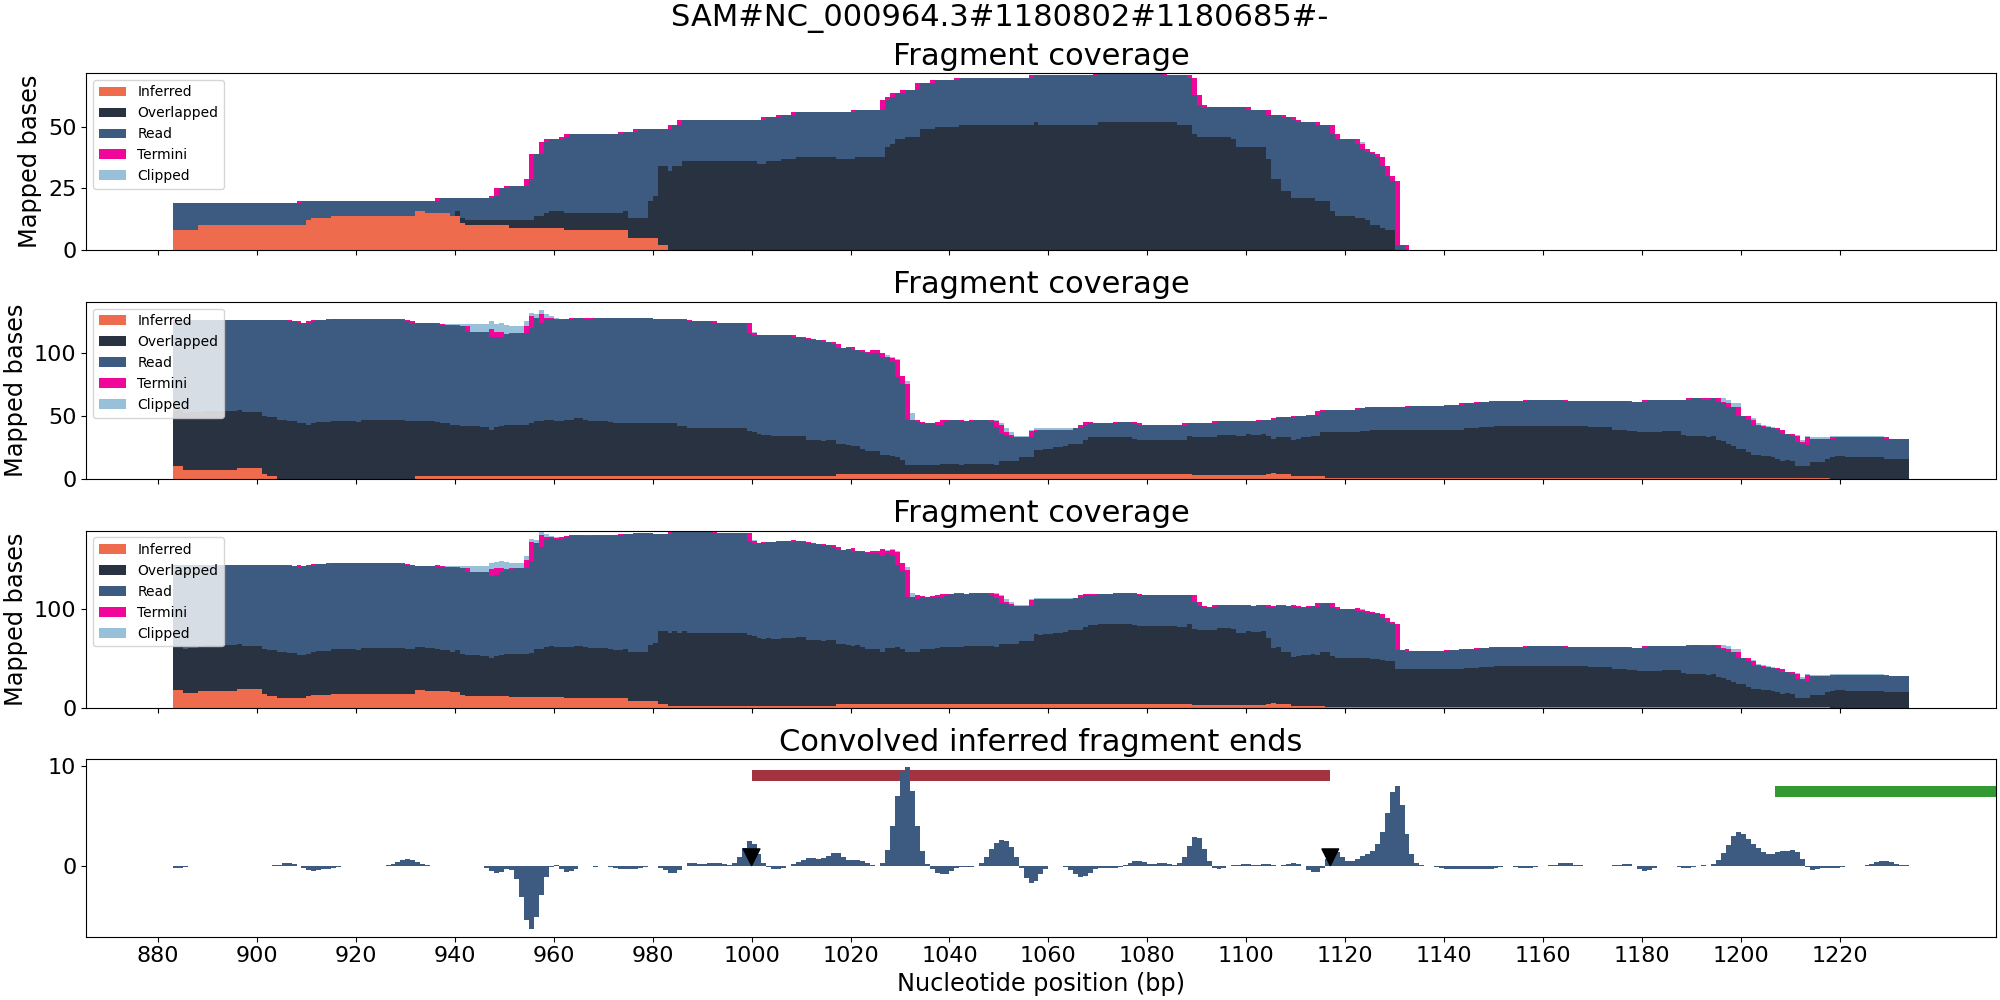 SAM#NC_000964.3#1180802#1180685#-
Fragment coverage
Mapped bases
50
25
0
Inferred
Overlapped
Read
Termini
Clipped
Fragment coverage
Mapped bases
100
50
0
Inferred
Overlapped
Read
Termini
Clipped
Fragment coverage
Mapped bases
100
0
Inferred
Overlapped
Read
Termini
Clipped
Convolved inferred fragment ends
10
0
880 900 920 940 960 980 1000 1020 1040 1060 1080 1100 1120 1140 1160 1180 1200 1220
Nucleotide position (bp)